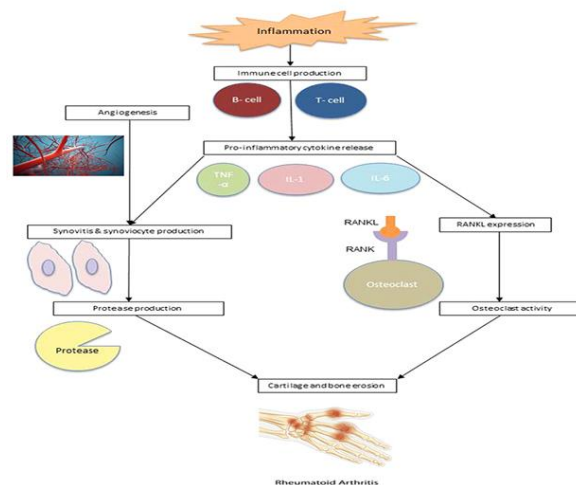 Inflammation
Immune cell production
B- cell
T- cell
Angiogenesis
Pro-inflammatory cytokine release
TNF
-α
IL-1
IL-6
Synovitis & synoviocyte production
RANKL expression
RANKL
RANK
Osteoclast
Protease production
Osteoclast activity
Protease
Cartilage and bone erosion
Rheumatoid Arthritis